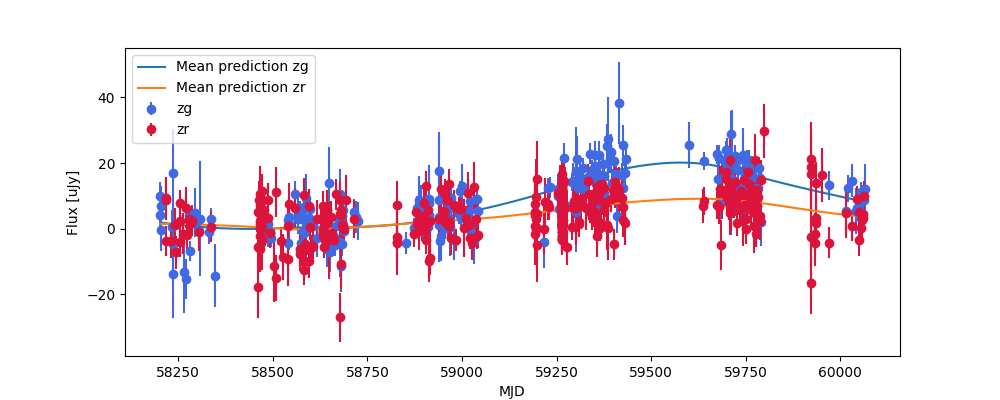 Mean prediction zg
Mean prediction zr
zg
zr
Flux [uJy]
40
20
0
−20
58250 58500 58750 59000 59250 59500 59750 60000
MJD